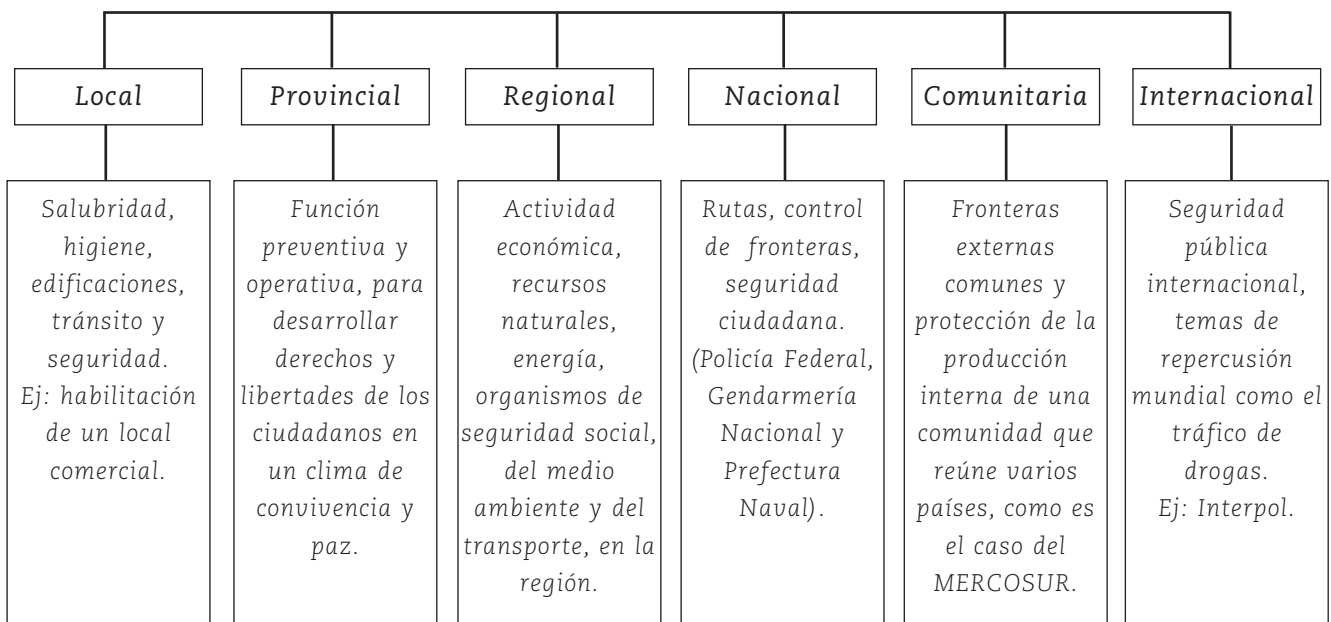 Local
Salubridad,
higiene,
edificaciones,
tránsito y
seguridad.
Ej: habilitación
de un local
comercial.
Provincial
Función
preventiva y
operativa, para
desarrollar
derechos y
libertades de los
ciudadanos en
un clima de
convivencia y
paz.
Regional
Actividad
económica,
recursos
naturales,
energía,
organismos de
seguridad social,
del medio
ambiente y del
transporte, en la
región.
Nacional
Rutas, control
de fronteras,
seguridad
ciudadana.
(Policía Federal,
Gendarmería
Nacional y
Prefectura
Naval).
Comunitaria
Fronteras
externas
comunes y
protección de la
producción
interna de una
comunidad que
reúne varios
países, como es
el caso del
MERCOSUR.
Internacional
Seguridad
pública
internacional,
temas de
repercusión
mundial como el
tráfico de
drogas.
Ej: Interpol.